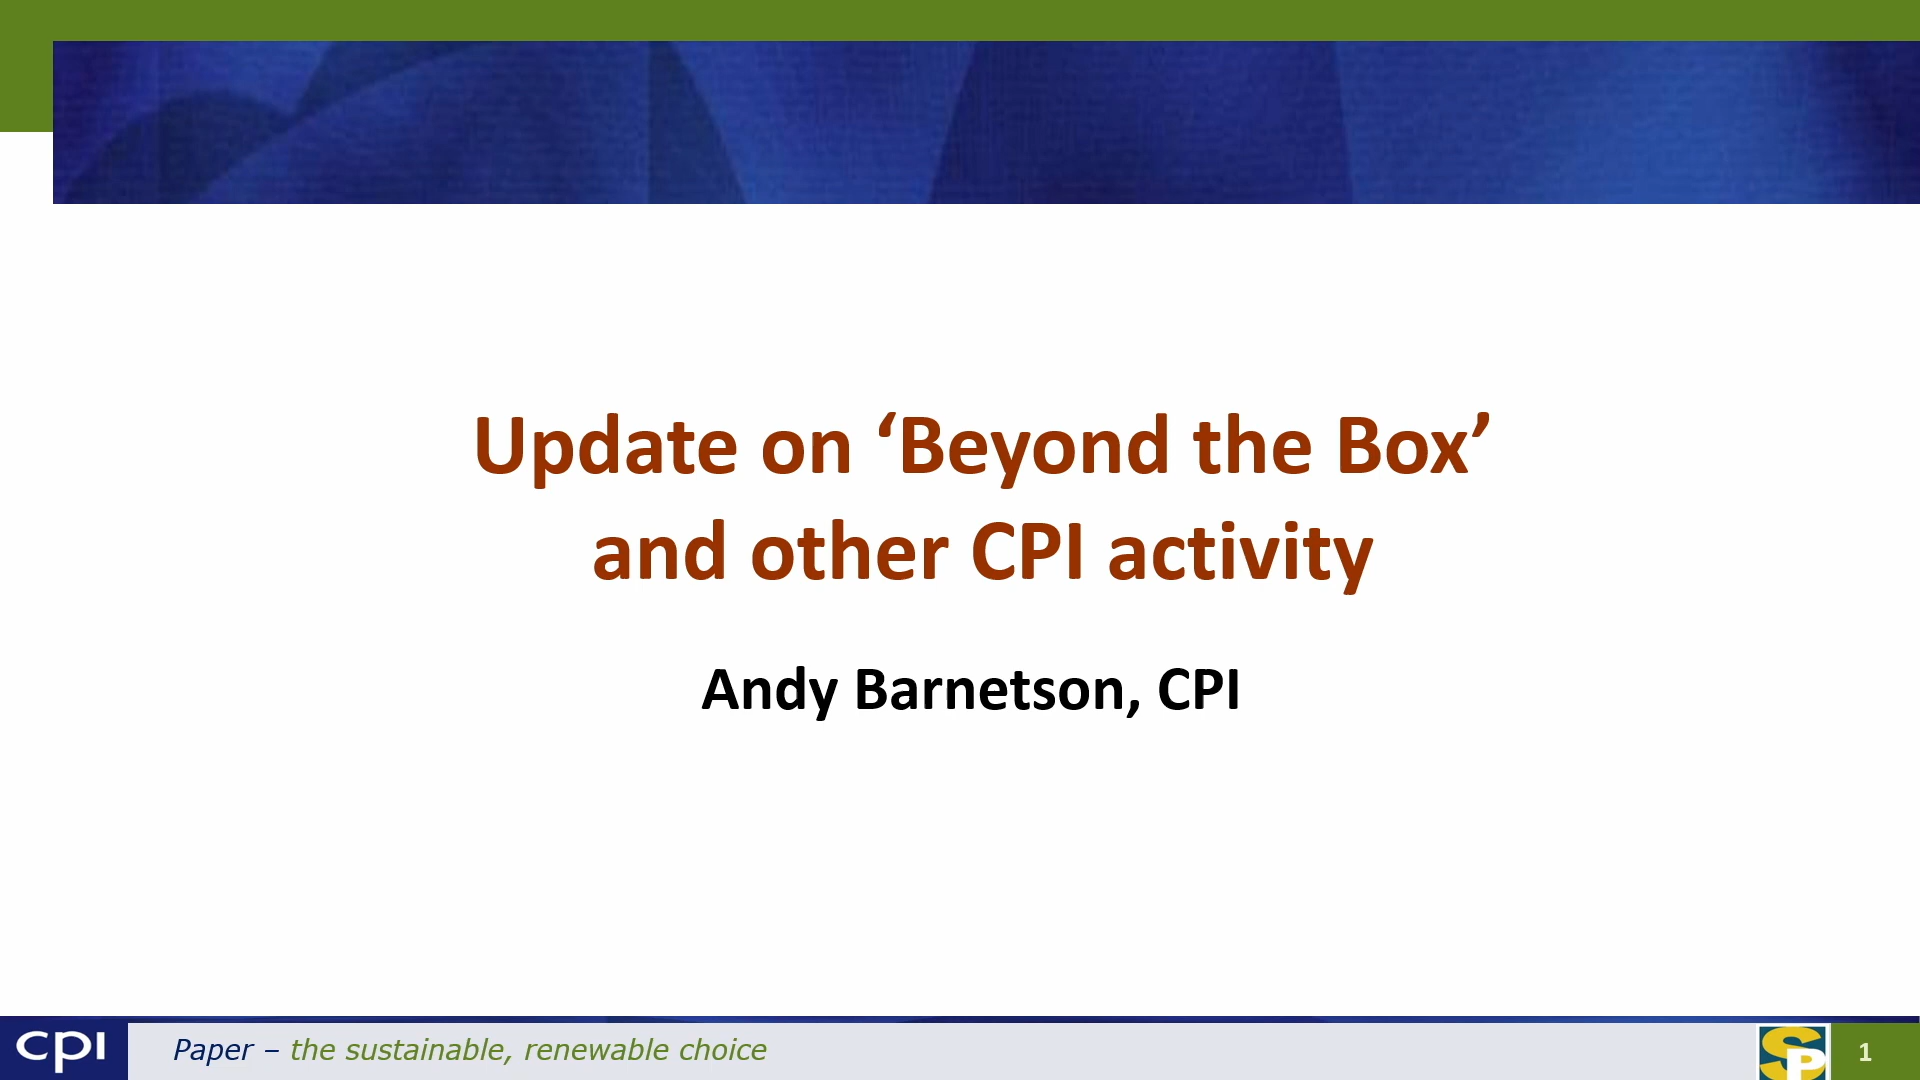 Update on ‘Beyond the Box’
and other CPI activity
Andy Barnetson, CPI
cpi
Paper – the sustainable, renewable choice
SP
1